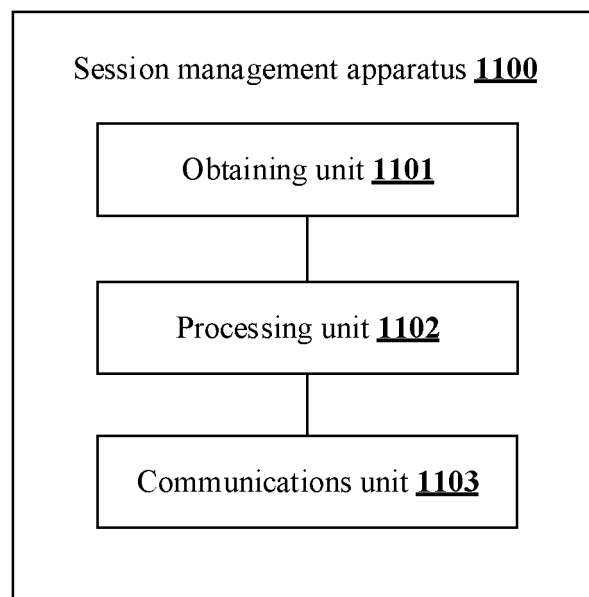 Session management apparatus 1100
Obtaining unit 1101
Processing unit 1102
Communications unit 1103